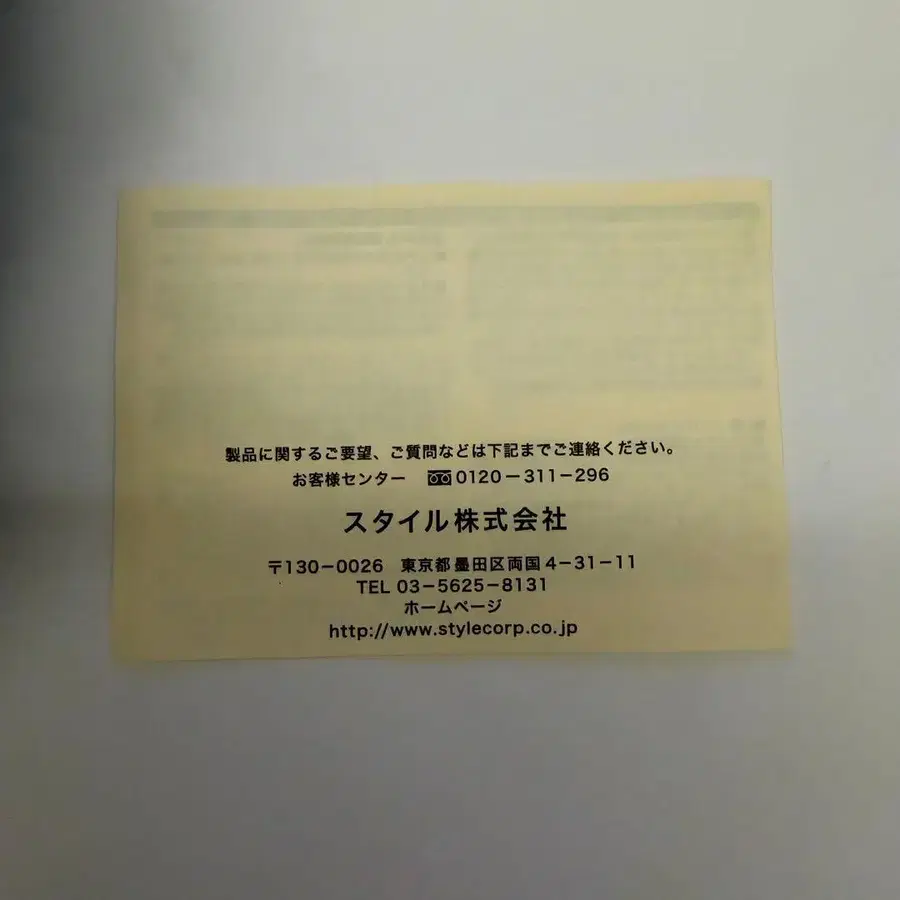 製品に関するご要望、ご質問などは下記までご連絡ください。
お客様センター 0120-311-296
スタイル株式会社
〒130-0026 東京都墨田区両国4-31-11
TEL 03-5625-8131
ホームページ
http://www.stylecorp.co.jp